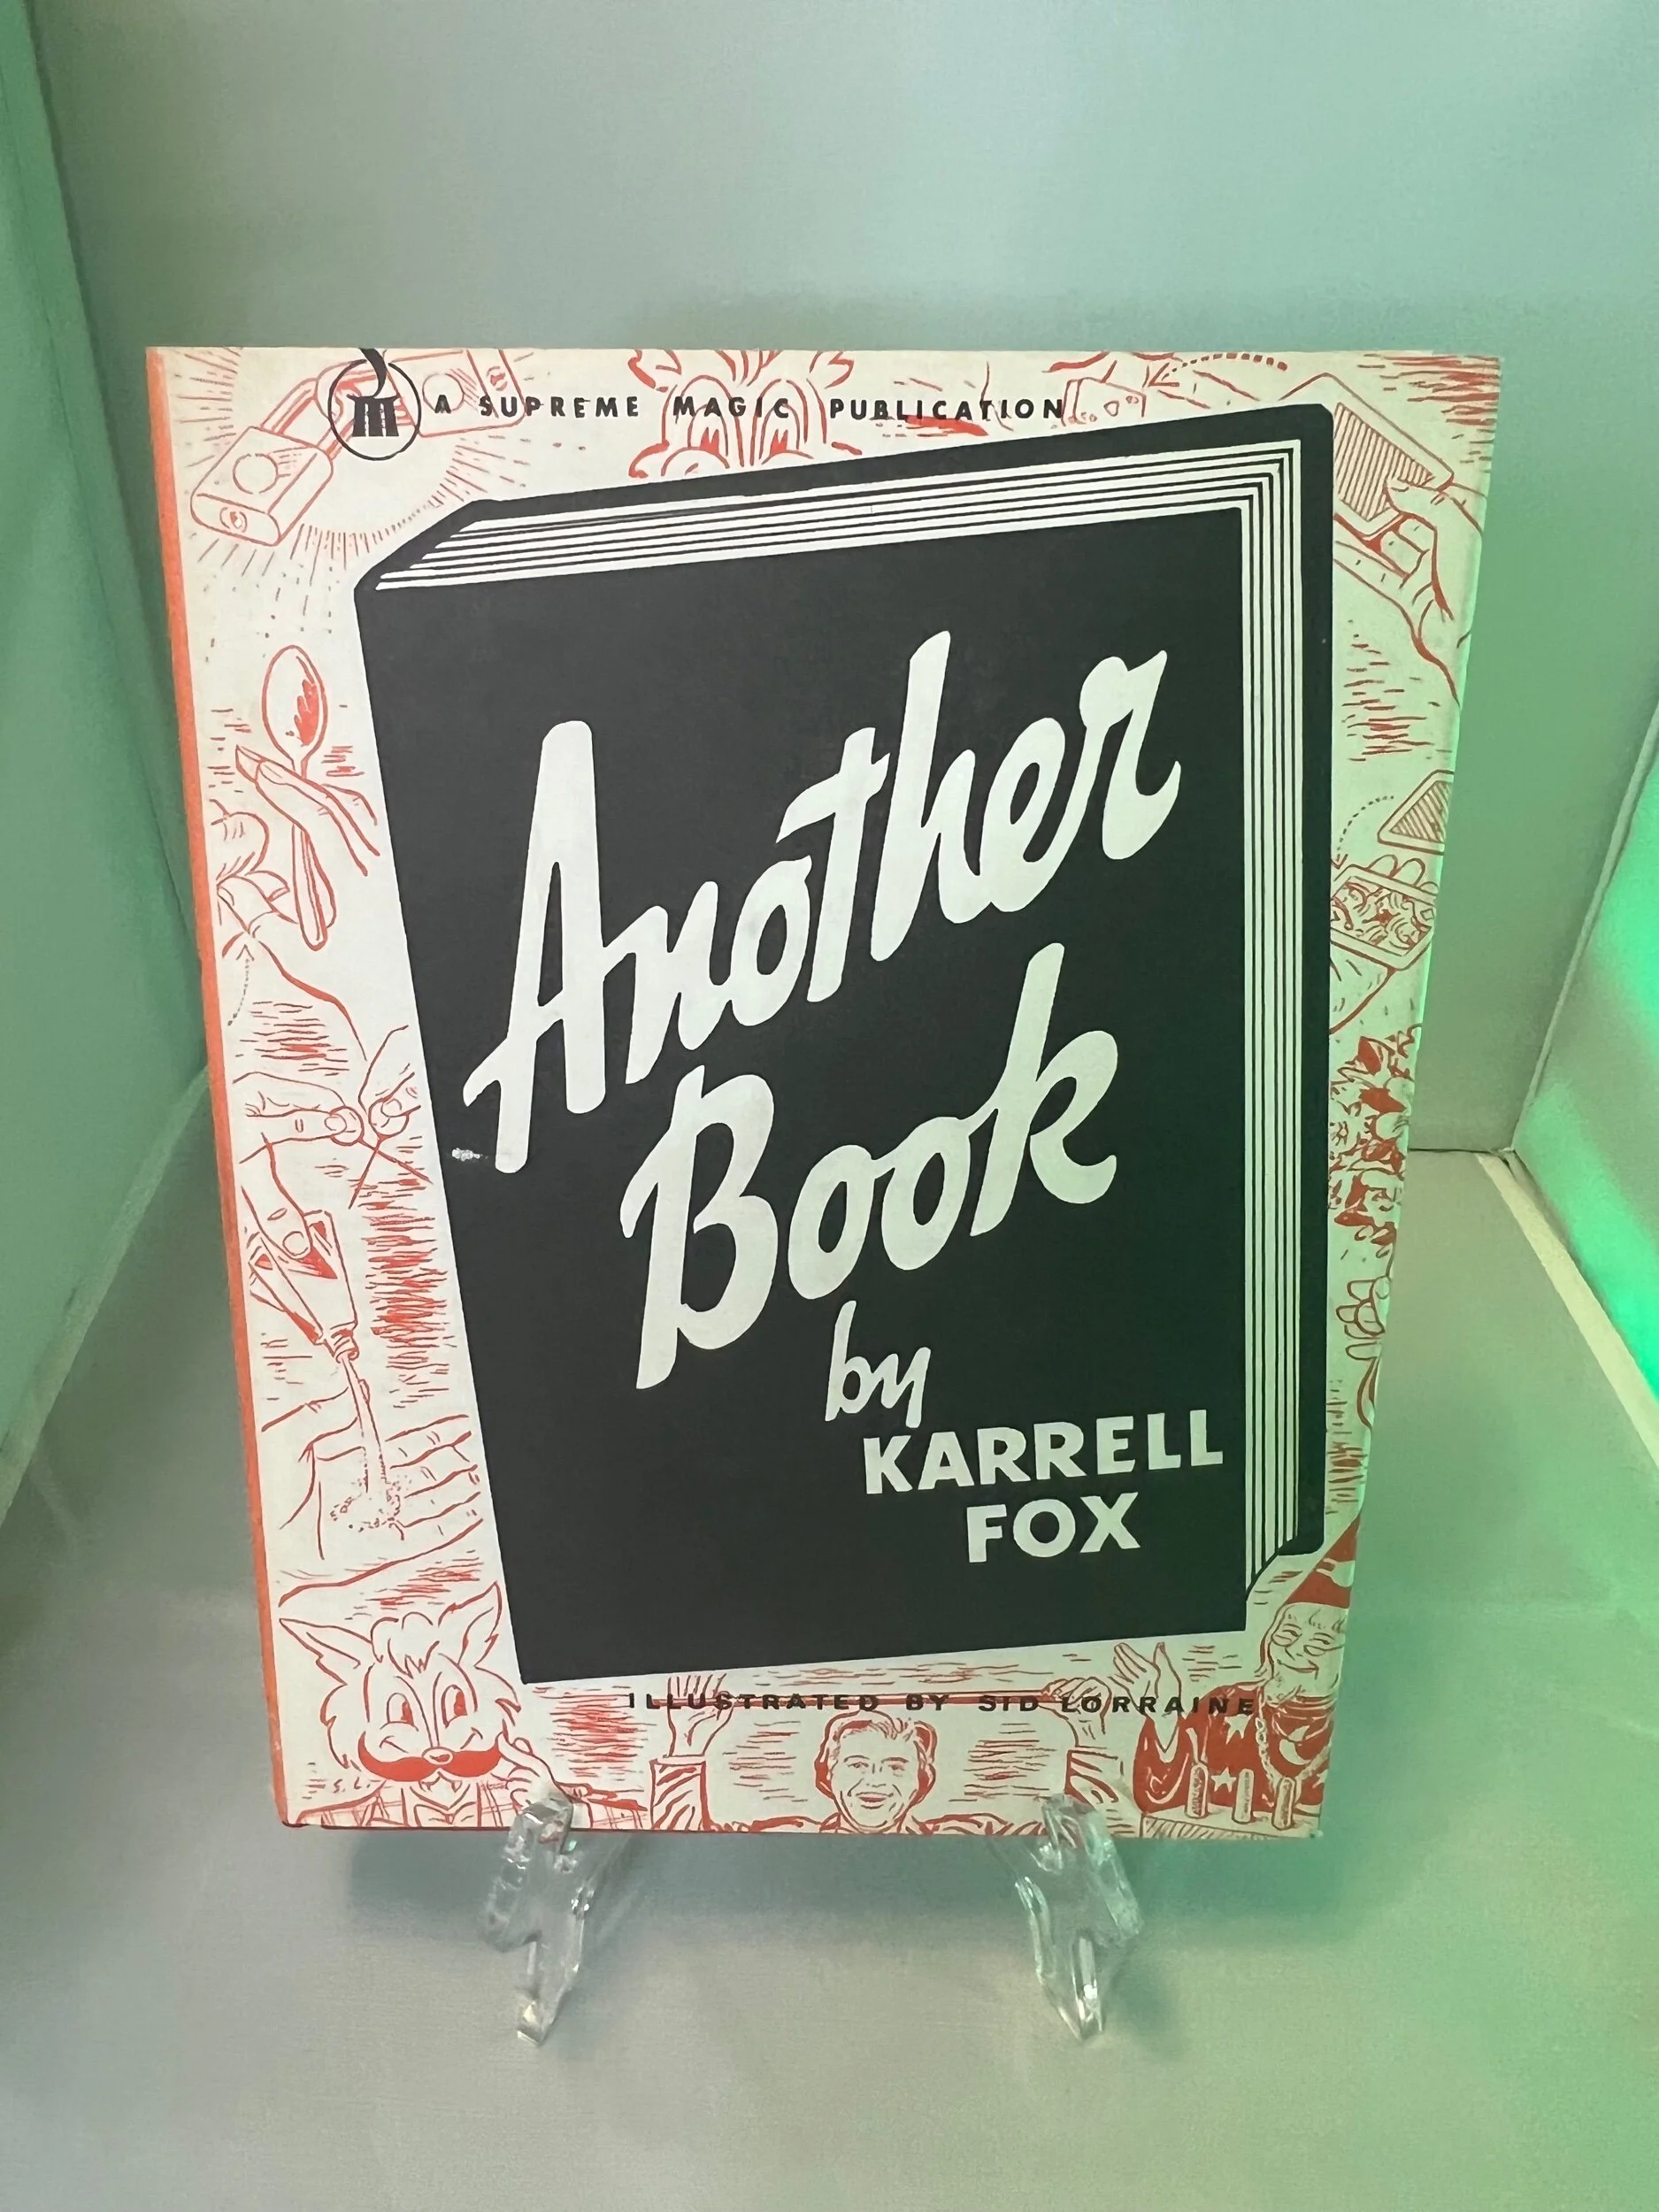 A SUPREME MAGIC PUBLICATION
Another
Book
by
KARRELL
FOX
ILLUSTRATED BY SID LORRAINE
S.L.